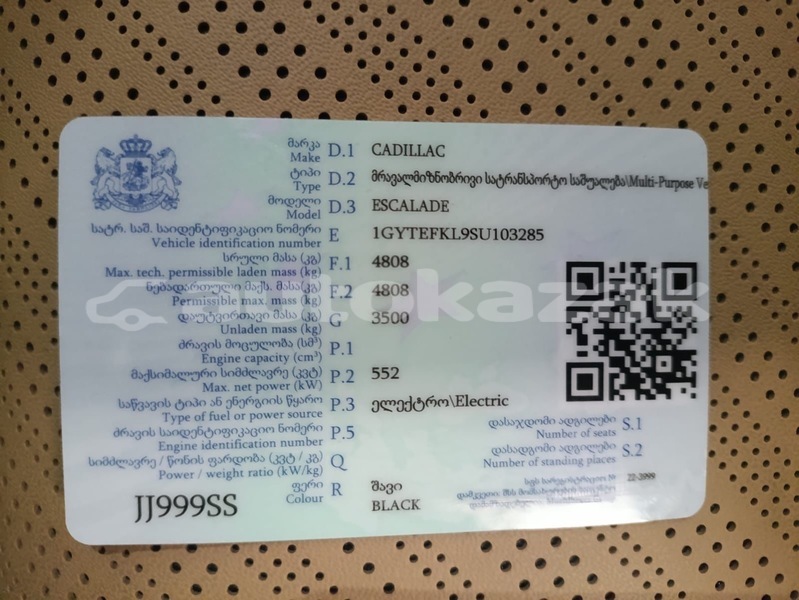 მარკა D.1 CADILLAC
Make
ტიპი D.2 მრავალმიზნობრივი სატრანსპორტო საშუალება\Multi-Purpose Ve
Type
მოდელი D.3 ESCALADE
Model
სატრ. საშ. საიდენტიფიკაციო ნომერი E 1GYTEFKL9SU103285
Vehicle identification number
სრული მასა (კგ) F.1 4808
Max. tech. permissible laden mass (kg)
ნებადართული მაქს. მასა(კგ) F.2 4808
Permissible max. mass (kg)
დაუტვირთავი მასა (კგ) G 3500
Unladen mass (kg)
ძრავის მოცულობა (სმ³) P.1
Engine capacity (cm³)
მაქსიმალური სიმძლავრე (კვტ) P.2 552
Max. net power (kW)
საწვავის ტიპი ან ენერგიის წყარო P.3 ელექტრო\Electric
Type of fuel or power source
ძრავის საიდენტიფიკაციო ნომერი P.5
Engine identification number
სიმძლავრე / წონის ფარდობა (კვტ / კგ) Q
Power / weight ratio (kW/kg)
ფერი R შავი
Colour BLACK
JJ999SS
დასაჯდომი ადგილები S.1
Number of seats
დასადგომი ადგილები S.2
Number of standing places
სებ სარეგისტრაციო № 22-3999